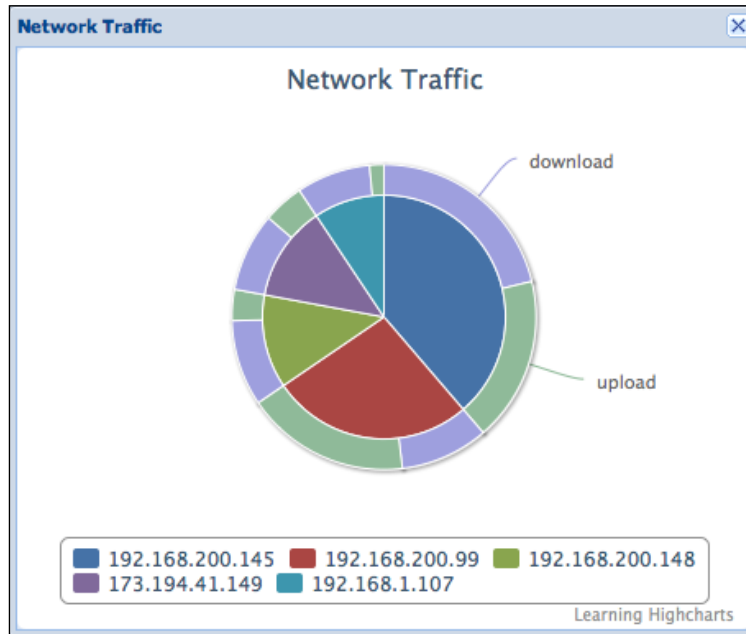 Network Traffic
Network Traffic
download
upload
192.168.200.145 192.168.200.99 192.168.200.148
173.194.41.149 192.168.1.107
Learning Highcharts